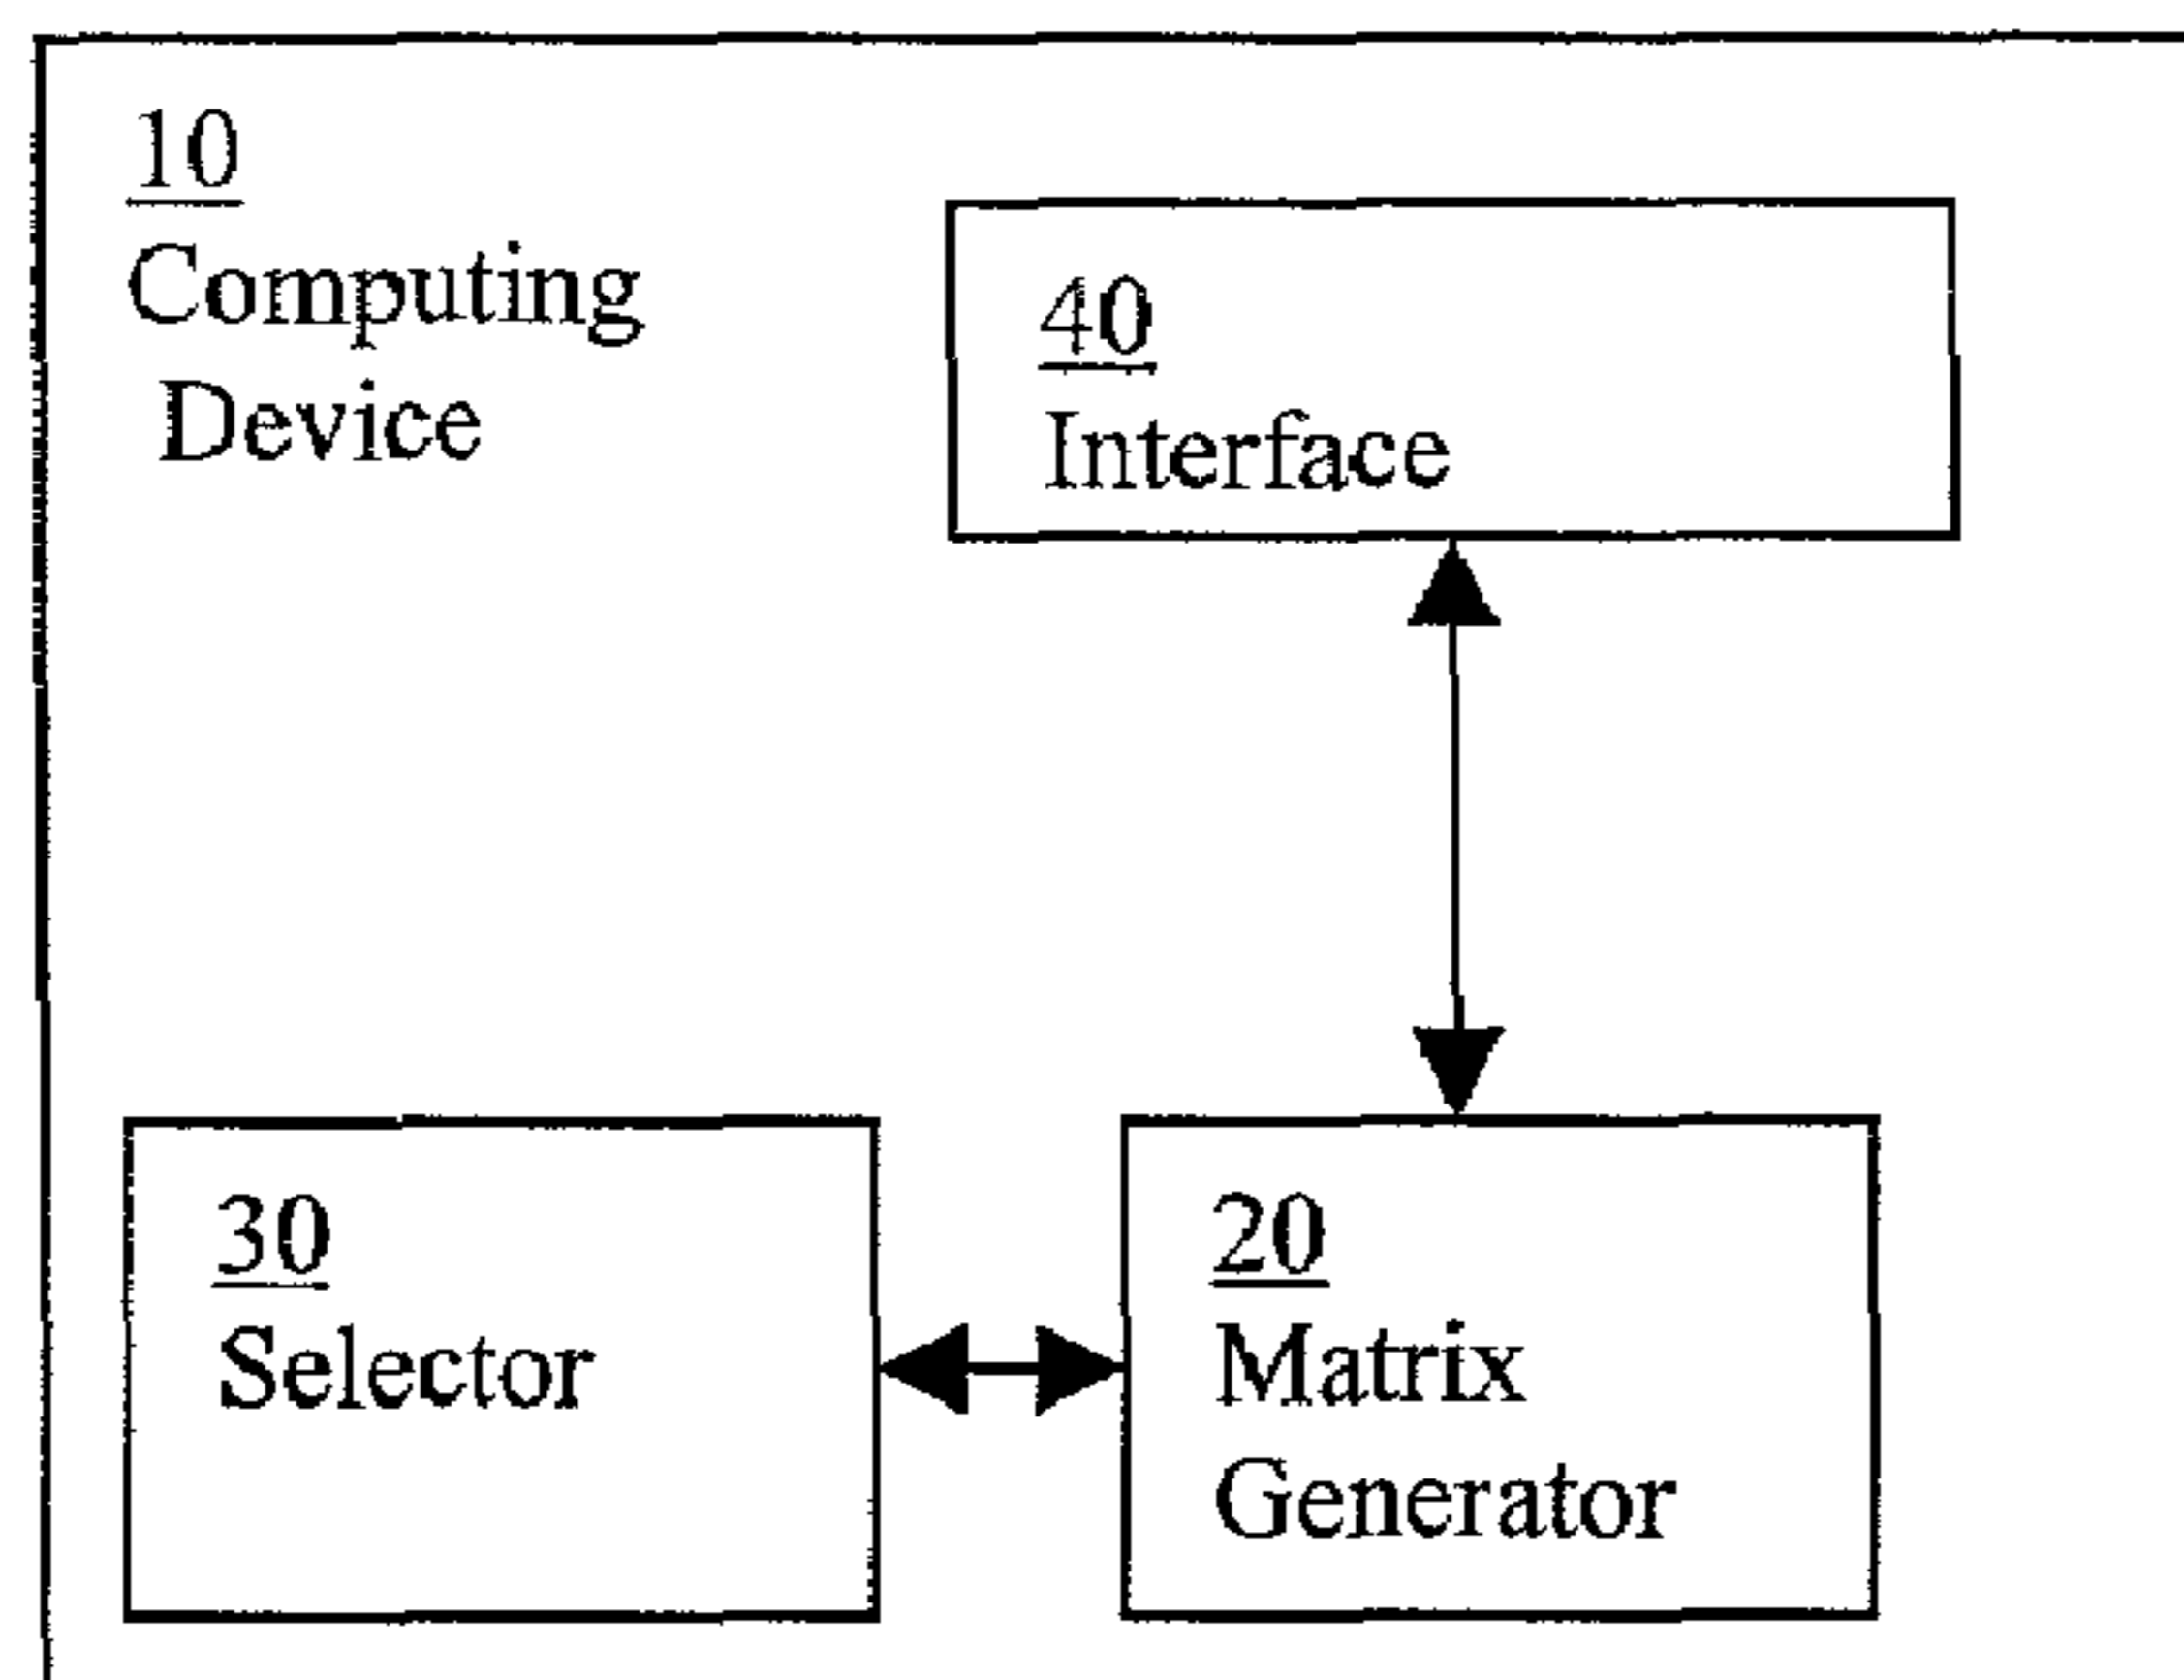 10
Computing
Device
40
Interface
30
Selector
20
Matrix
Generator